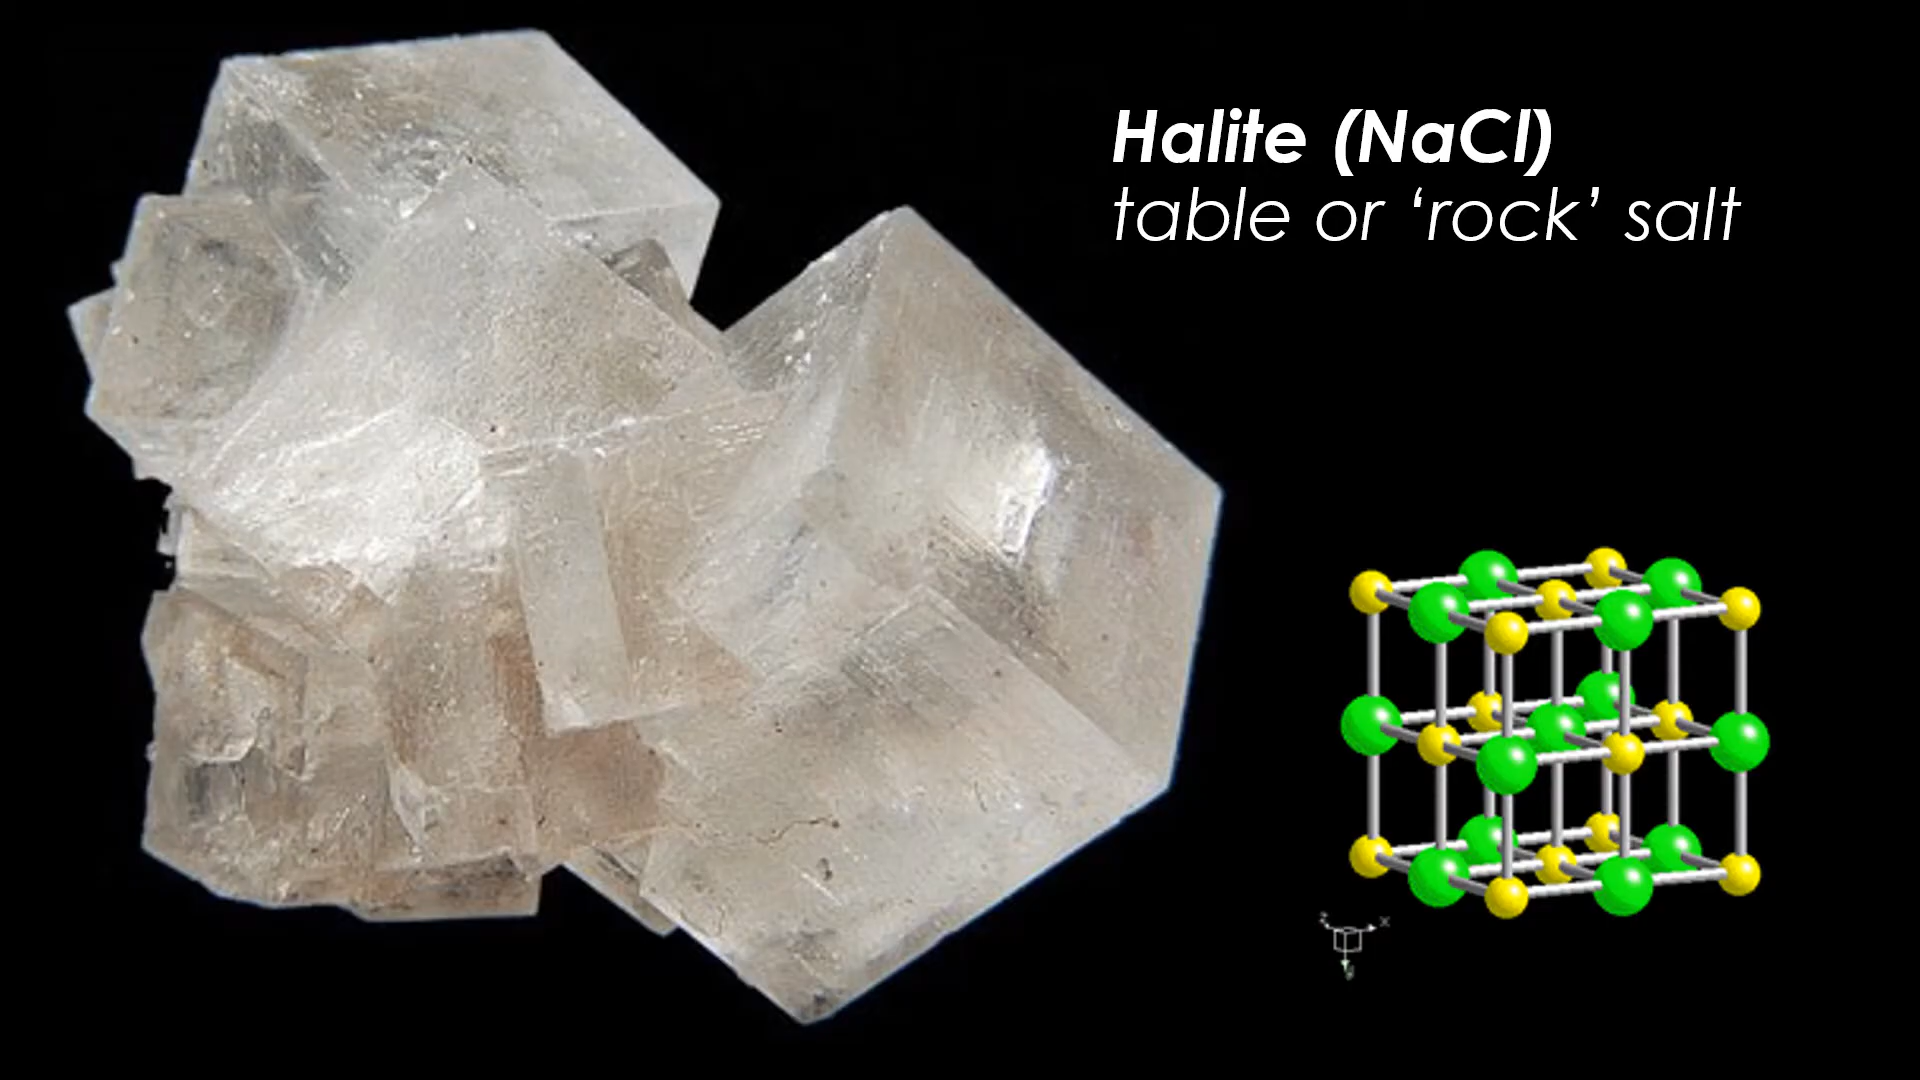 Halite (NaCl)
table or ‘rock’ salt
z
x
y